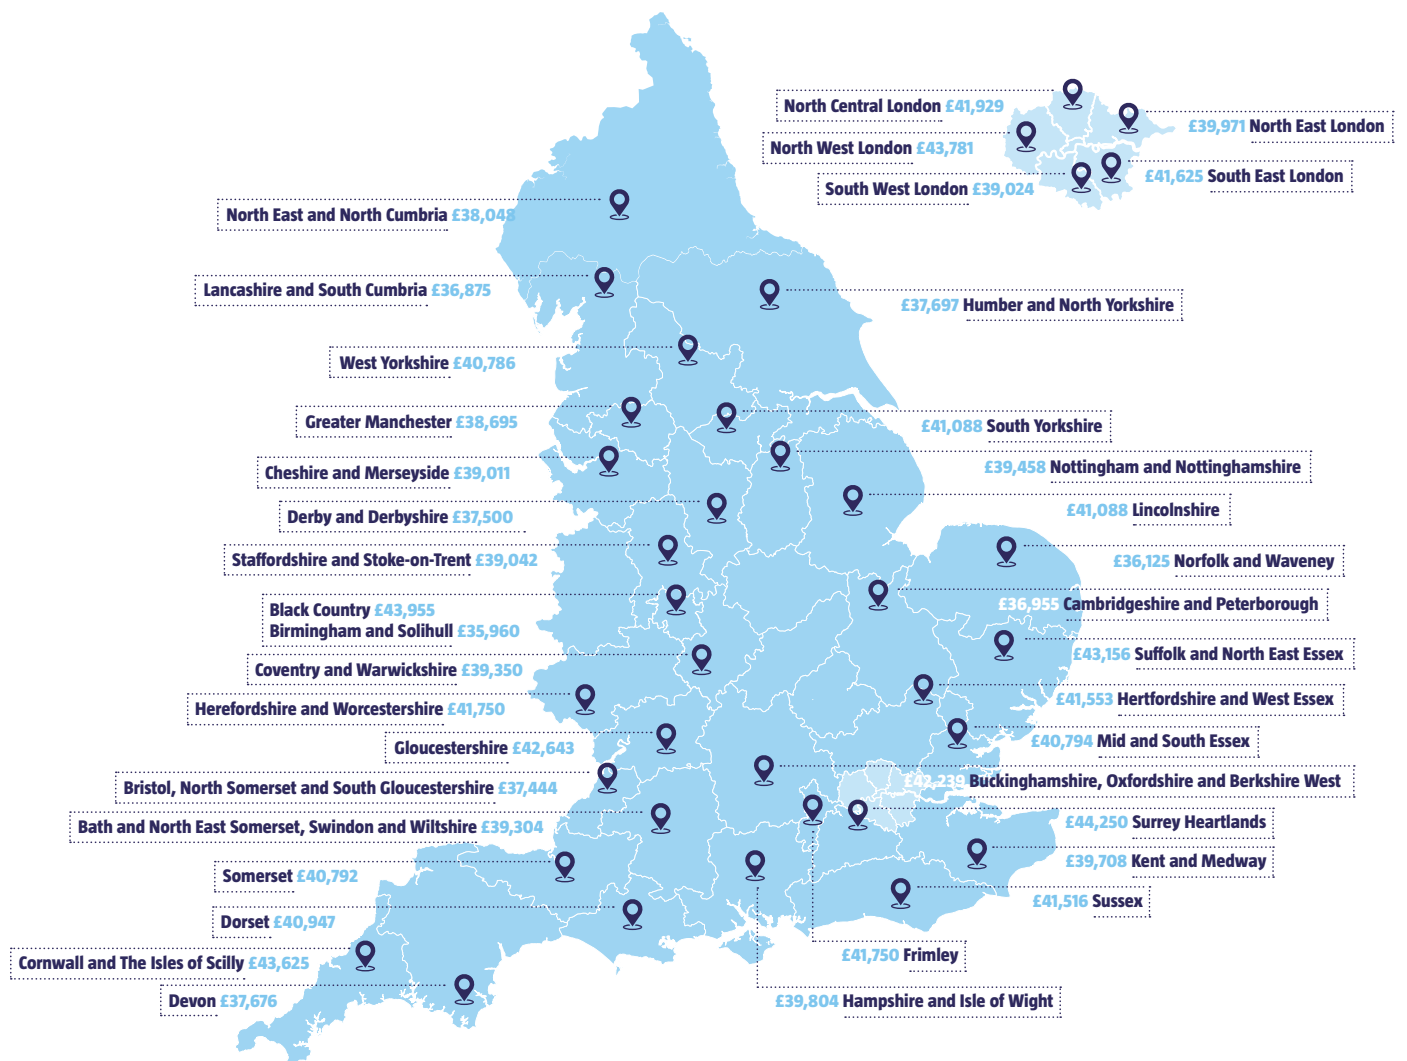 North Central London £41,929
£39,971 North East London
North West London £43,781
£41,625 South East London
South West London £39,024
North East and North Cumbria £38,048
Lancashire and South Cumbria £36,875
£37,697 Humber and North Yorkshire
West Yorkshire £40,786
Greater Manchester £38,695
£41,088 South Yorkshire
Cheshire and Merseyside £39,011
£39,458 Nottingham and Nottinghamshire
Derby and Derbyshire £37,500
£41,088 Lincolnshire
Staffordshire and Stoke-on-Trent £39,042
£36,125 Norfolk and Waveney
Black Country £43,955
£36,955 Cambridgeshire and Peterborough
Birmingham and Solihull £35,960
£43,156 Suffolk and North East Essex
Coventry and Warwickshire £39,350
£41,553 Hertfordshire and West Essex
Herefordshire and Worcestershire £41,750
£40,794 Mid and South Essex
Gloucestershire £42,643
£42,239 Buckinghamshire, Oxfordshire and Berkshire West
Bristol, North Somerset and South Gloucestershire £37,444
£44,250 Surrey Heartlands
Bath and North East Somerset, Swindon and Wiltshire £39,304
£39,708 Kent and Medway
Somerset £40,792
£41,516 Sussex
Dorset £40,947
£41,750 Frimley
Cornwall and The Isles of Scilly £43,625
Devon £37,676
£39,804 Hampshire and Isle of Wight